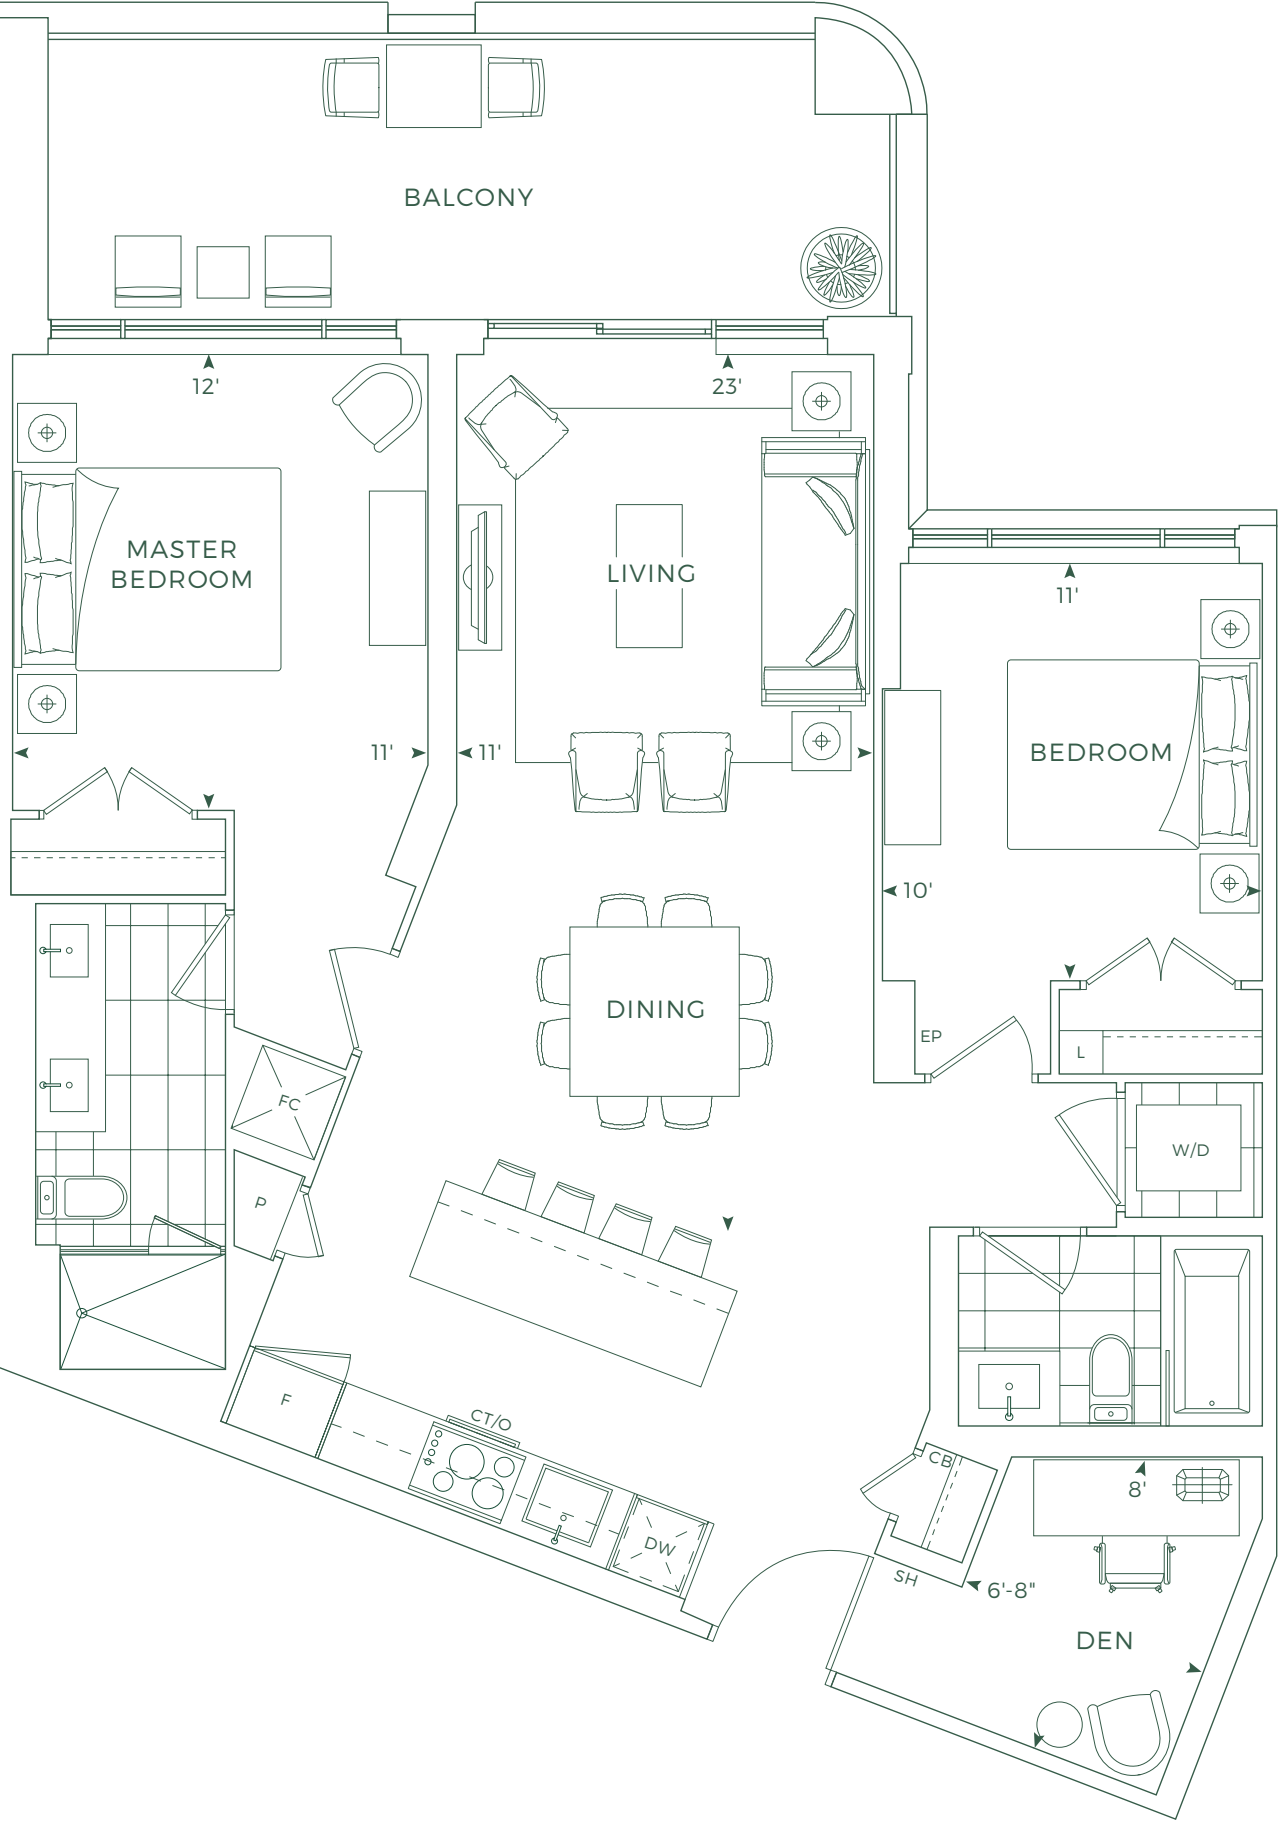 BALCONY
12'
23'
MASTER
BEDROOM
LIVING
11'
11'
11'
BEDROOM
10'
DINING
EP
L
FC
W/D
P
F
CT/O
CB
8'
DW
SH
6'-8"
DEN